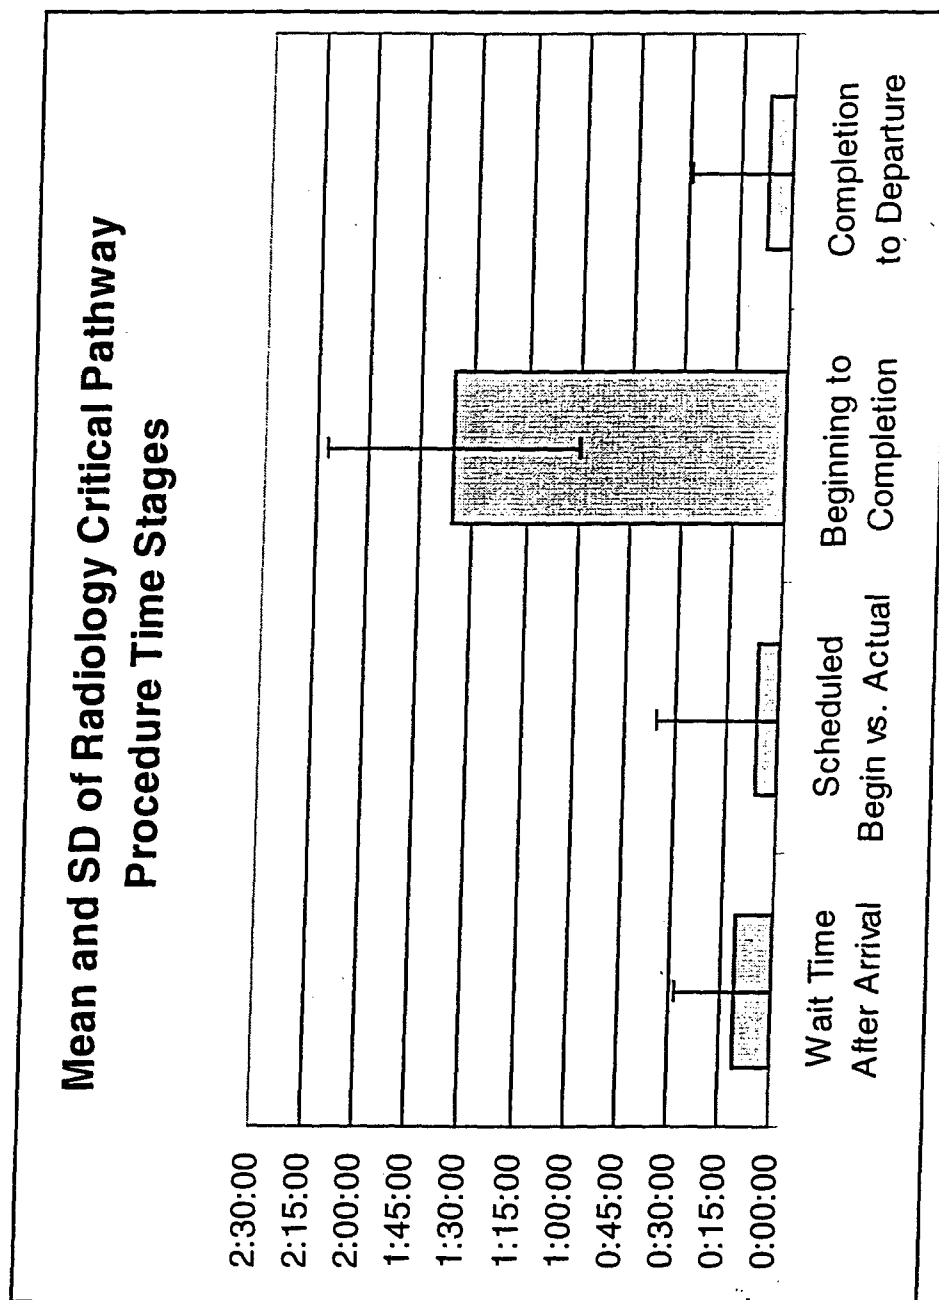 Mean and SD of Radiology Critical Pathway
Procedure Time Stages
2:30:00
2:15:00
2:00:00
1:45:00
1:30:00
1:15:00
1:00:00
0:45:00
0:30:00
0:15:00
0:00:00
Wait Time
After Arrival
Scheduled
Begin vs. Actual
Beginning to
Completion
Completion
to Departure